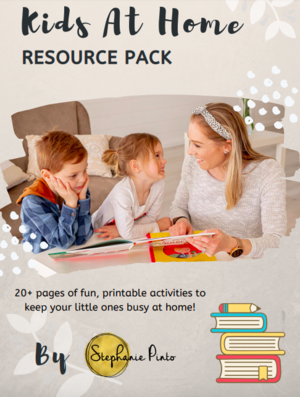 Kids At Home
RESOURCE PACK
20+ pages of fun, printable activities to
keep your little ones busy at home!
By Stephanie Pinto